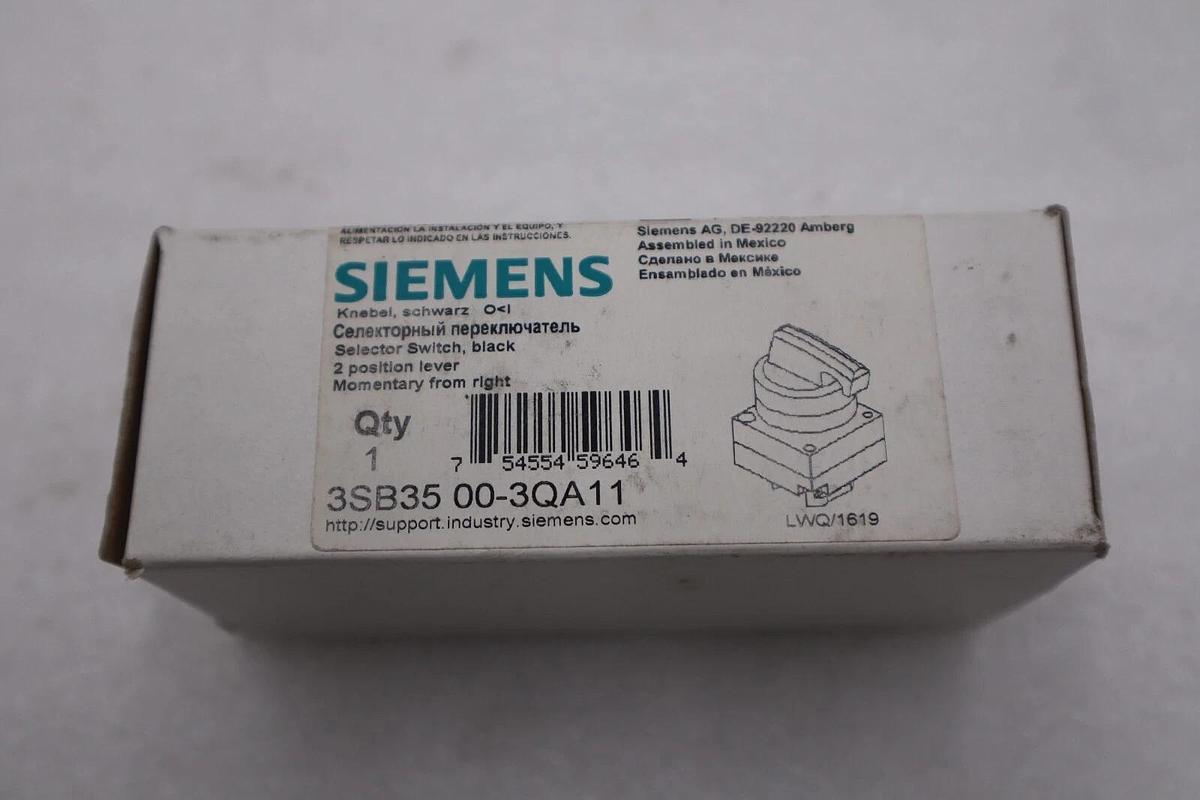 ALIMENTACIÓN LA INSTALACIÓN Y EL EQUIPO, Y
RESPETAR LO INDICADO EN LAS INSTRUCCIONES.
SIEMENS
Knebel, schwarz O<I
Селекторный переключатель
Selector Switch, black
2 position lever
Momentary from right
Qty
1
7 54554 59646 4
3SB35 00-3QA11
http://support.industry.siemens.com
Siemens AG, DE-92220 Amberg
Assembled in Mexico
Сделано в Мексике
Ensamblado en México
LWQ/1619